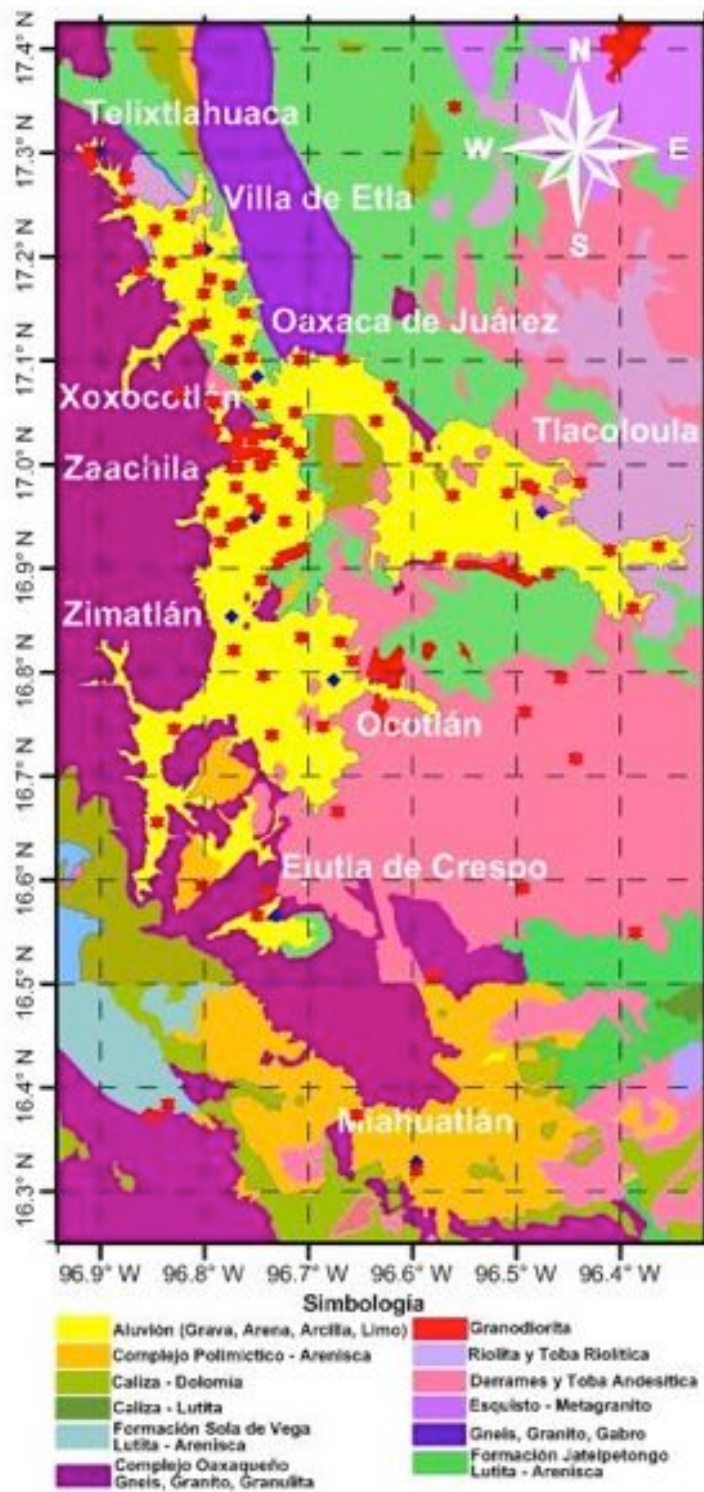 17.4° N
N
Telixtlahuaca
17.3° N
W
E
Villa de Etla
S
17.2° N
Oaxaca de Juárez
17.1° N
Xoxocotlán
Tlacoloula
Zaachila
17.0° N
16.9° N
Zimatlán
16.8° N
Ocotlán
16.7° N
Ejutla de Crespo
16.6° N
16.5° N
16.4° N
Miahuatlán
16.3° N
96.9° W 96.8° W 96.7° W 96.6° W 96.5° W 96.4° W
Simbología
Aluvión (Grava, Arena, Arcilla, Limo)
Complejo Polimíctico - Arenisca
Caliza - Dolomia
Caliza - Lutita
Formación Sola de Vega
Lutita - Arenisca
Complejo Oaxaqueño
Gneis, Granito, Granulita
Granodiorita
Riolita y Toba Riolítica
Derrames y Toba Andesítica
Esquisto - Metagranito
Gneis, Granito, Gabro
Formación Jatelpetongo
Lutita - Arenisca